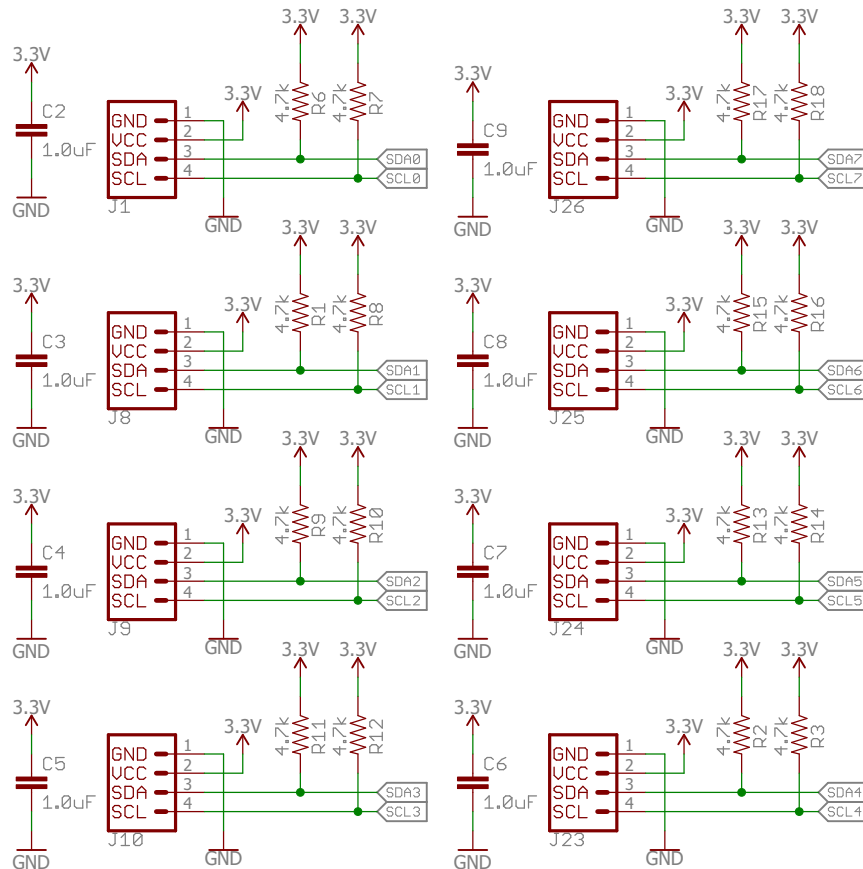 3.3V
C2
1.0uF
GND
3.3V
3.3V
3.3V
4.7k
R6
4.7k
R7
GND 1
VCC 2
SDA 3
SCL 4
J1
GND
SDA0
SCL0
3.3V
C9
1.0uF
GND
3.3V
3.3V
3.3V
4.7k
R17
4.7k
R18
GND 1
VCC 2
SDA 3
SCL 4
J26
GND
SDA7
SCL7
3.3V
C3
1.0uF
GND
3.3V
3.3V
3.3V
4.7k
R1
4.7k
R8
GND 1
VCC 2
SDA 3
SCL 4
J8
GND
SDA1
SCL1
3.3V
C8
1.0uF
GND
3.3V
3.3V
3.3V
4.7k
R15
4.7k
R16
GND 1
VCC 2
SDA 3
SCL 4
J25
GND
SDA6
SCL6
3.3V
C4
1.0uF
GND
3.3V
3.3V
3.3V
4.7k
R9
4.7k
R10
GND 1
VCC 2
SDA 3
SCL 4
J9
GND
SDA2
SCL2
3.3V
C7
1.0uF
GND
3.3V
3.3V
3.3V
4.7k
R13
4.7k
R14
GND 1
VCC 2
SDA 3
SCL 4
J24
GND
SDA5
SCL5
3.3V
C5
1.0uF
GND
3.3V
3.3V
3.3V
4.7k
R11
4.7k
R12
GND 1
VCC 2
SDA 3
SCL 4
J10
GND
SDA3
SCL3
3.3V
C6
1.0uF
GND
3.3V
3.3V
3.3V
4.7k
R2
4.7k
R3
GND 1
VCC 2
SDA 3
SCL 4
J23
GND
SDA4
SCL4